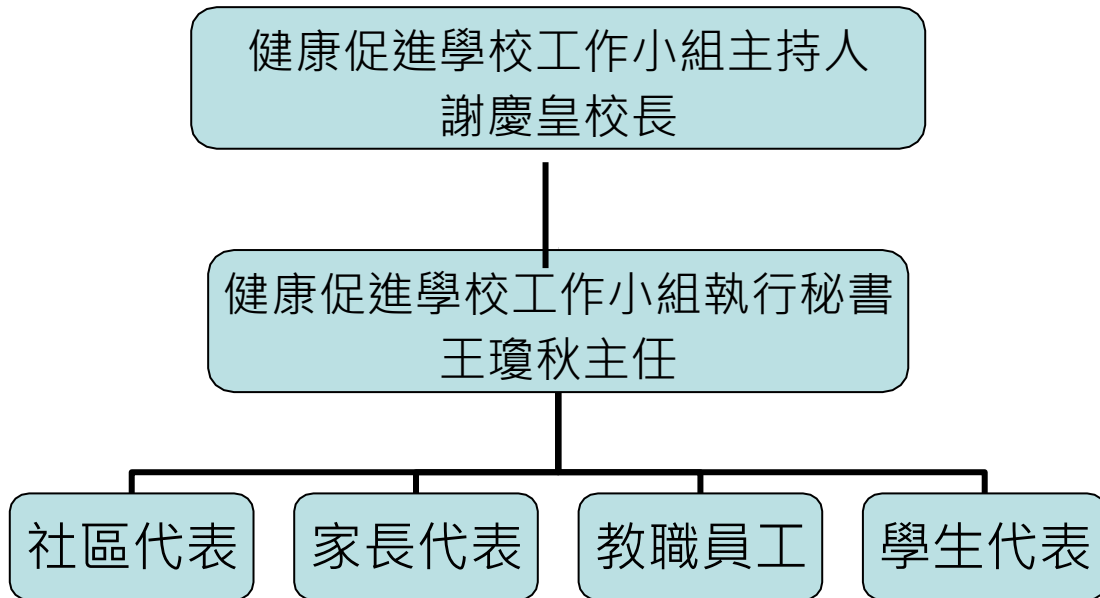 健康促進學校工作小組主持人
謝慶皇校長
健康促進學校工作小組執行秘書
王瓊秋主任
社區代表
家長代表
教職員工
學生代表